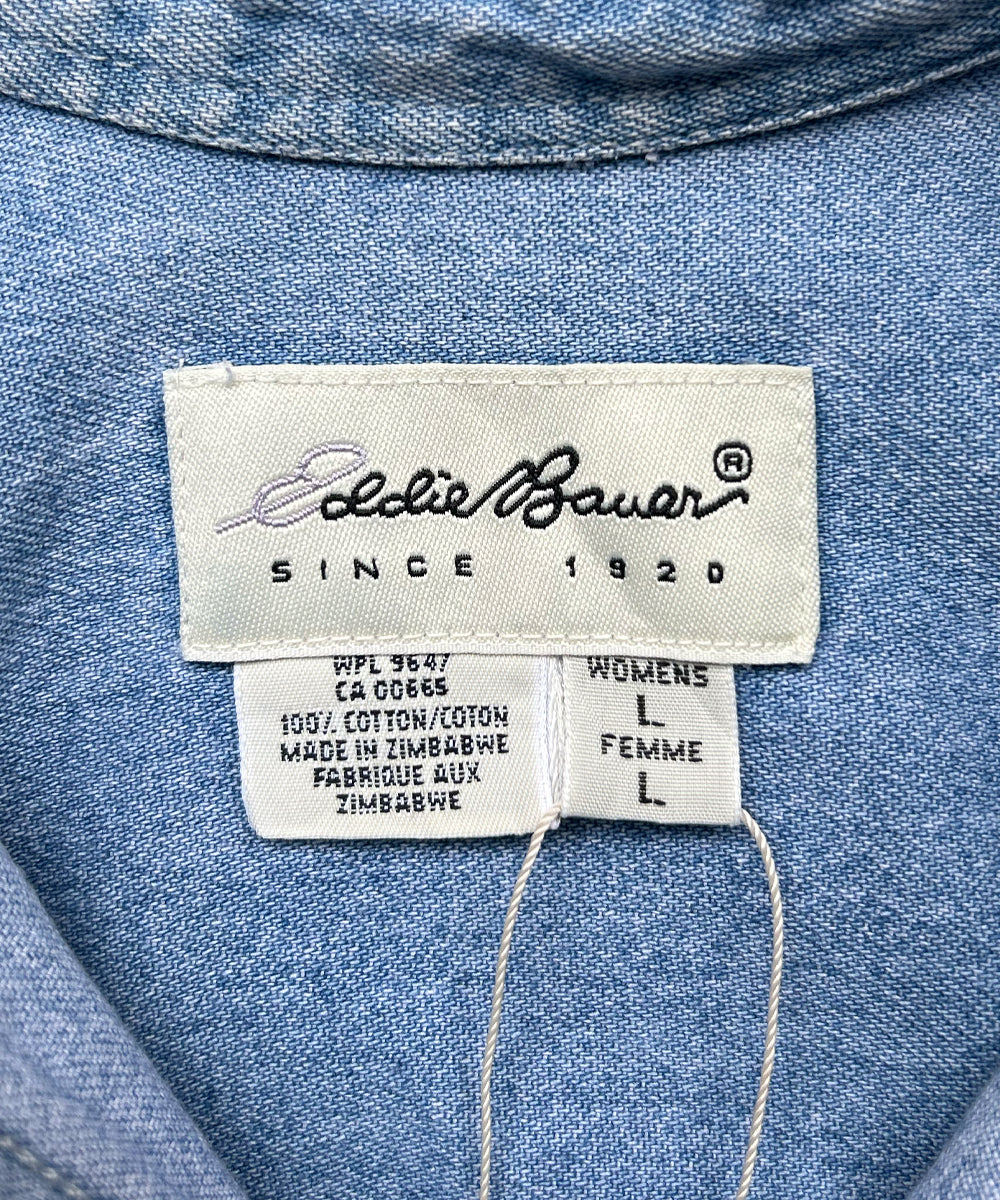 Eddie Bauer®
SINCE 1920
WPL 9647
CA 00665
100% COTTON/COTON
MADE IN ZIMBABWE
FABRIQUE AUX
ZIMBABWE
WOMENS
L
FEMME
L